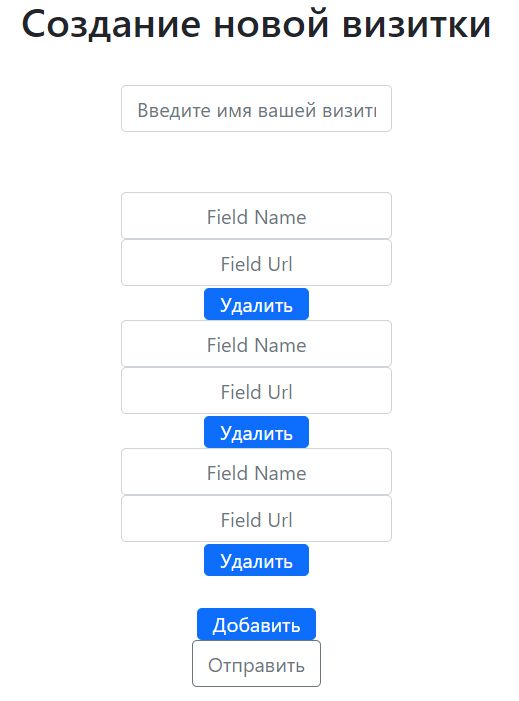 Создание новой визитки
Введите имя вашей визить
Field Name
Field Url
Удалить
Field Name
Field Url
Удалить
Field Name
Field Url
Удалить
Добавить
Отправить